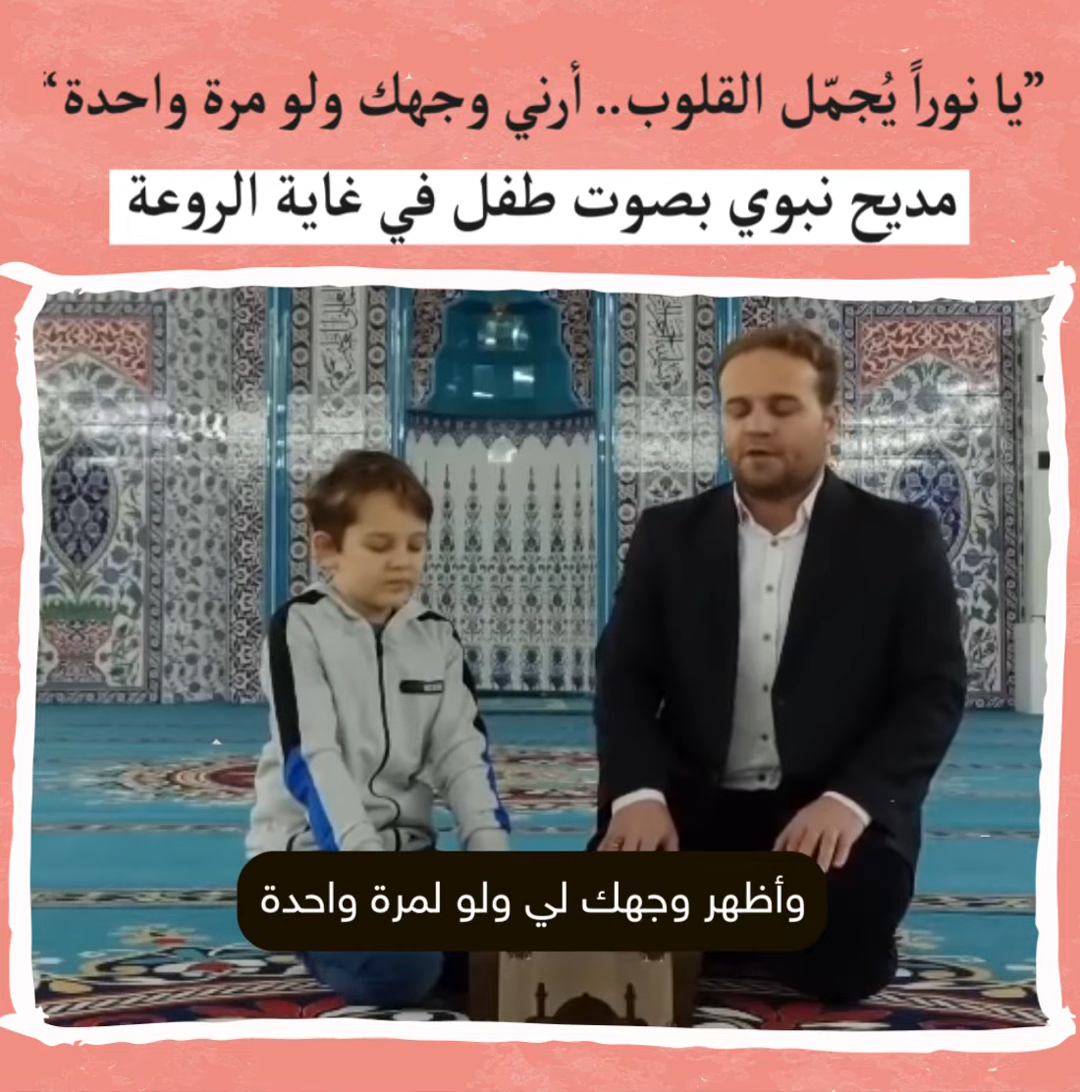 ”يا نوراً يُجمّل القلوب.. أرني وجهك ولو مرة واحدة“
مديح نبوي بصوت طفل في غاية الروعة
وأظهر وجهك لي ولو لمرة واحدة